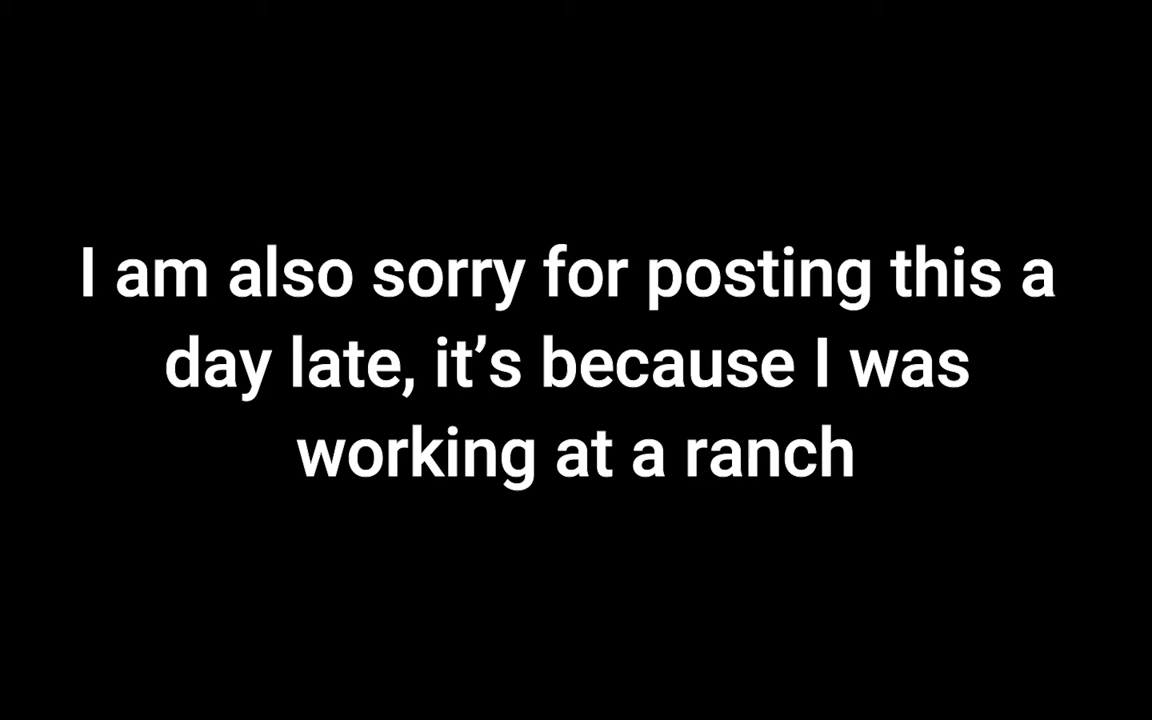 I am also sorry for posting this a
day late, it’s because I was
working at a ranch